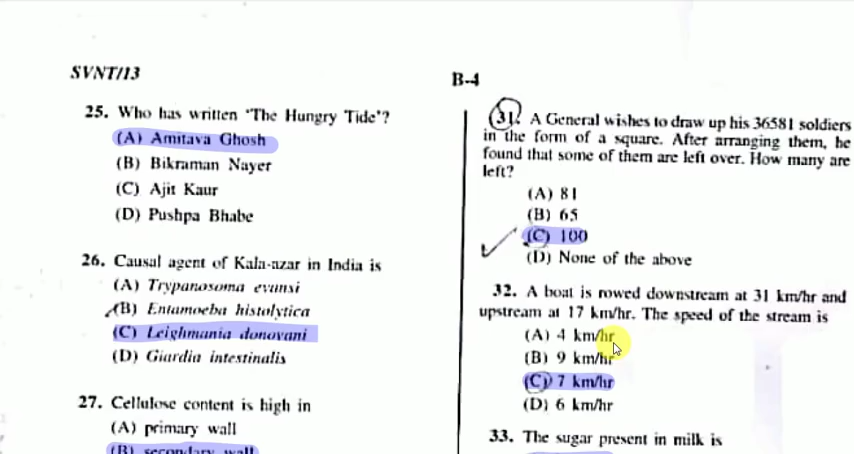 SVNT/13
B-4
25. Who has written 'The Hungry Tide'?
(A) Amitava Ghosh
(B) Bikraman Nayer
(C) Ajit Kaur
(D) Pushpa Bhabe
26. Causal agent of Kala-azar in India is
(A) Trypanosoma evansi
(B) Entamoeba histolytica
(C) Leighmania donovani
(D) Giardia intestinalis
27. Cellulose content is high in
(A) primary wall
(B) secondary wall
31. A General wishes to draw up his 36581 soldiers
in the form of a square. After arranging them, he
found that some of them are left over. How many are
left?
(A) 81
(B) 65
(C) 100
(D) None of the above
32. A boat is rowed downstream at 31 km/hr and
upstream at 17 km/hr. The speed of the stream is
(A) 4 km/hr
(B) 9 km/hr
(C) 7 km/hr
(D) 6 km/hr
33. The sugar present in milk is